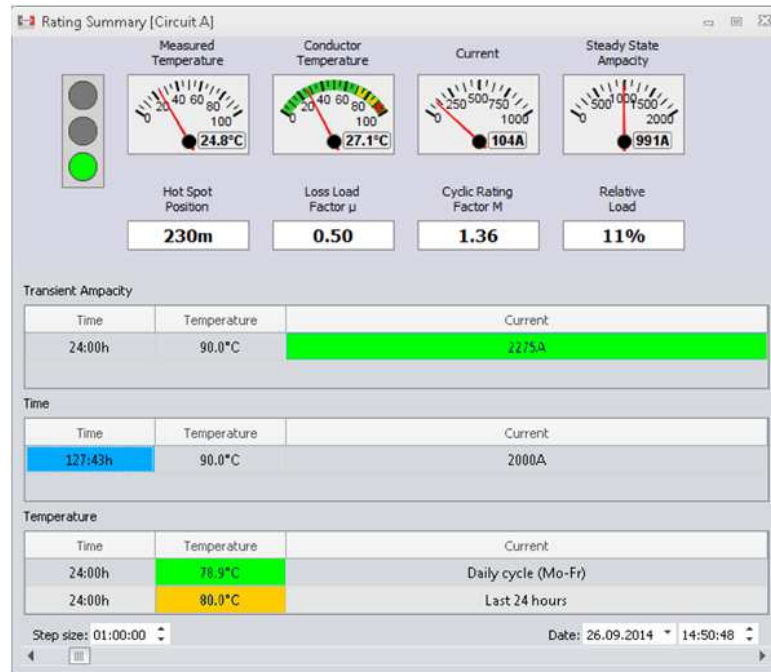 Rating Summary [Circuit A]
Measured Temperature
Conductor Temperature
Current
Steady State Ampacity
0 20 40 60 80 100
24.8°C
0 20 40 60 80 100
27.1°C
0 250 500 750 1000
104A
0 500 1000 1500 2000
991A
Hot Spot Position
Loss Load Factor µ
Cyclic Rating Factor M
Relative Load
230m
0.50
1.36
11%
Transient Ampacity
Time Temperature Current
24:00h 90.0°C 2275A
Time
Time Temperature Current
127:43h 90.0°C 2000A
Temperature
Time Temperature Current
24:00h 78.9°C Daily cycle (Mo-Fr)
24:00h 80.0°C Last 24 hours
Step size: 01:00:00 Date: 26.09.2014 14:50:48